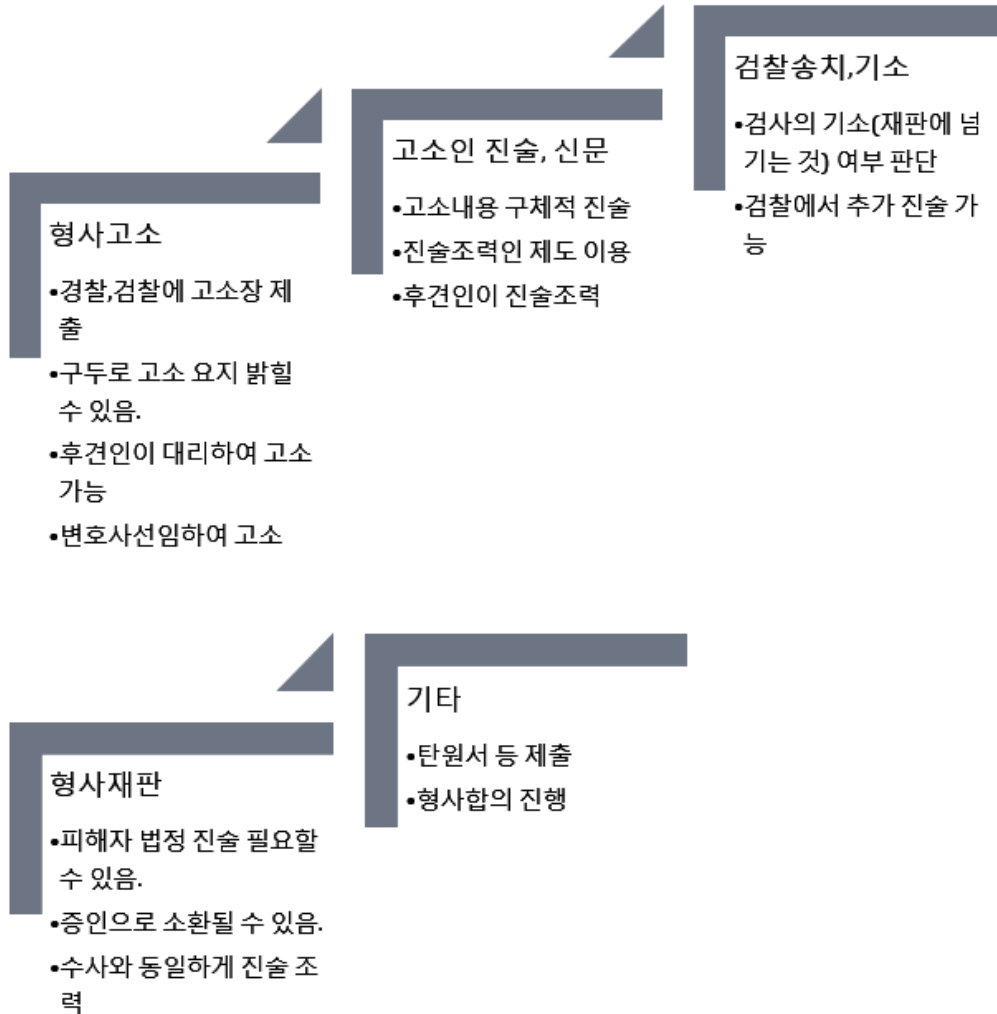 형사고소
•경찰,검찰에 고소장 제
출
•구두로 고소 요지 밝힐
수 있음.
•후견인이 대리하여 고소
가능
•변호사선임하여 고소
고소인 진술, 신문
•고소내용 구체적 진술
•진술조력인 제도 이용
•후견인이 진술조력
검찰송치,기소
•검사의 기소(재판에 넘
기는 것) 여부 판단
•검찰에서 추가 진술 가
능
형사재판
•피해자 법정 진술 필요할
수 있음.
•증인으로 소환될 수 있음.
•수사와 동일하게 진술 조
력
기타
•탄원서 등 제출
•형사합의 진행